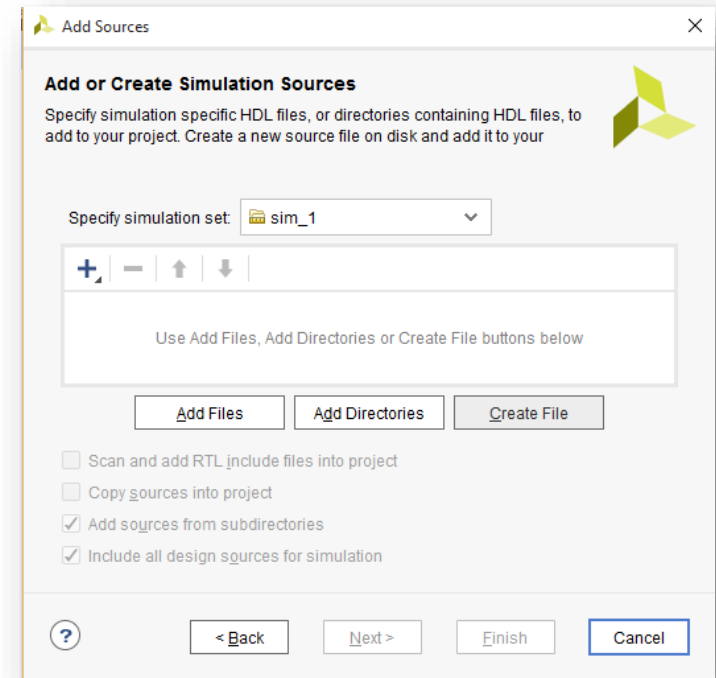 Add Sources
Add or Create Simulation Sources
Specify simulation specific HDL files, or directories containing HDL files, to
add to your project. Create a new source file on disk and add it to your
Specify simulation set: sim_1
Use Add Files, Add Directories or Create File buttons below
Add Files Add Directories Create File
Scan and add RTL include files into project
Copy sources into project
Add sources from subdirectories
Include all design sources for simulation
? < Back Next > Finish Cancel